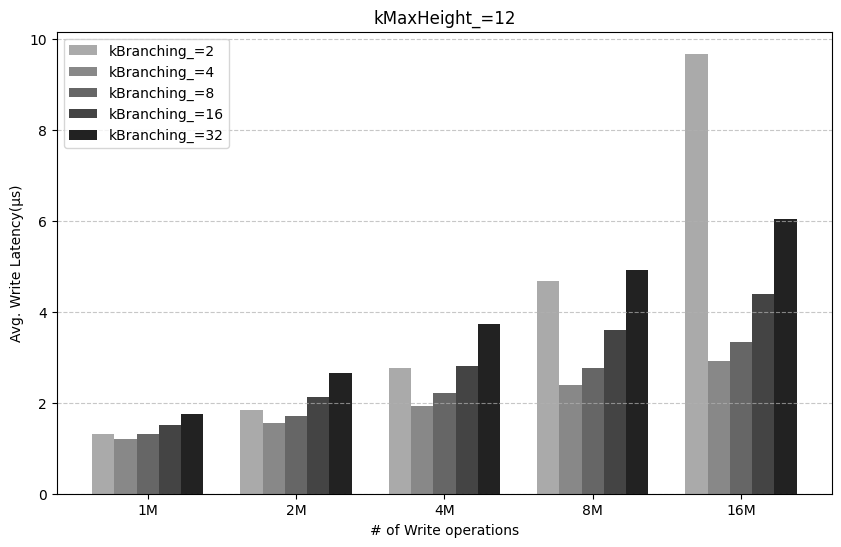 kMaxHeight_=12
10
8
6
4
2
0
Avg. Write Latency(µs)
kBranching_=2
kBranching_=4
kBranching_=8
kBranching_=16
kBranching_=32
1M
2M
4M
8M
16M
# of Write operations